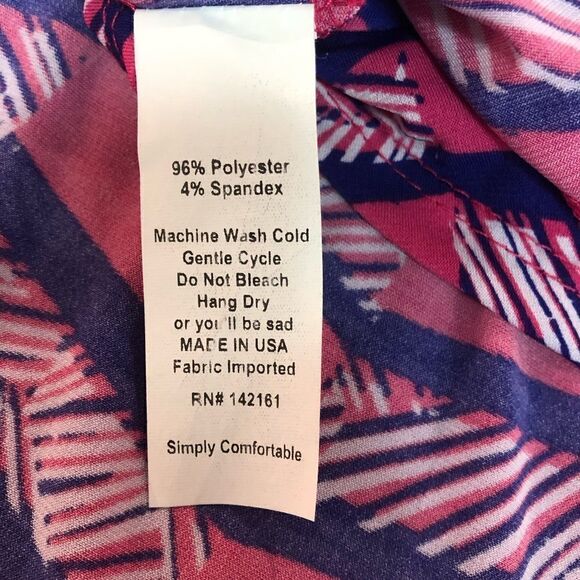 96% Polyester
4% Spandex
Machine Wash Cold
Gentle Cycle
Do Not Bleach
Hang Dry
or you'll be sad
MADE IN USA
Fabric Imported
RN# 142161
Simply Comfortable